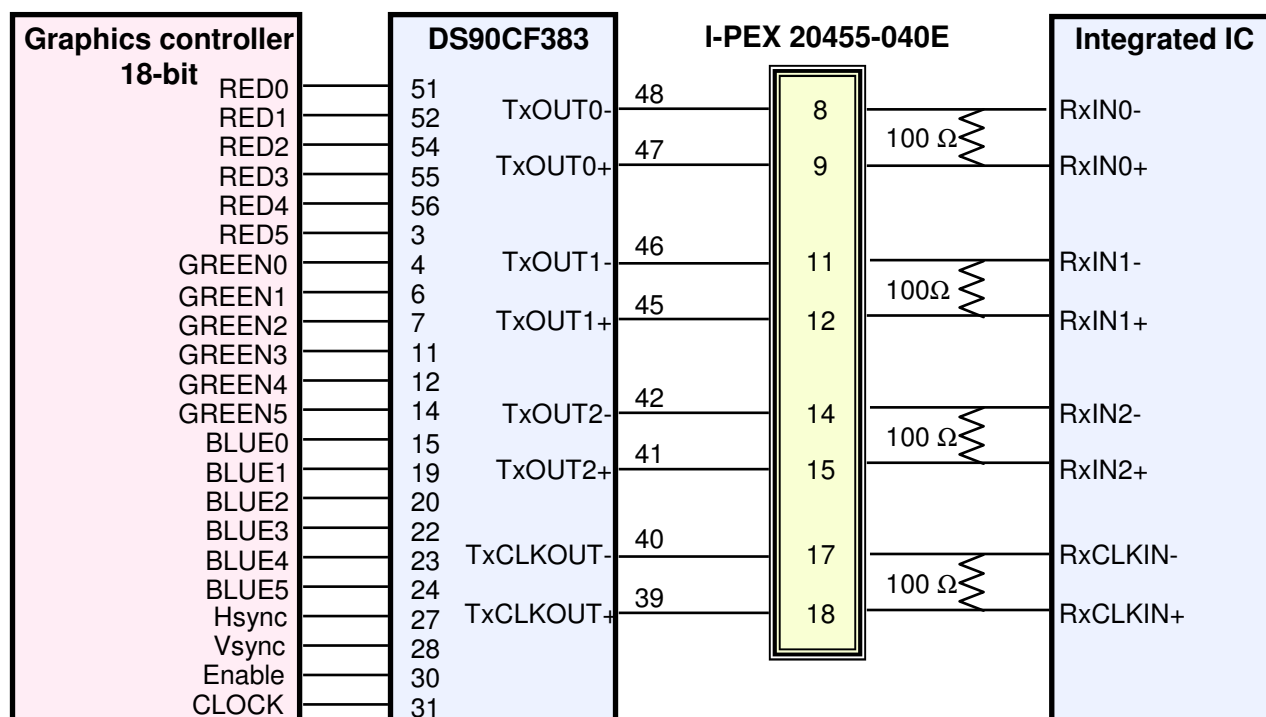 Graphics controller
18-bit
DS90CF383
I-PEX 20455-040E
Integrated IC
RED0
RED1
RED2
RED3
RED4
RED5
GREEN0
GREEN1
GREEN2
GREEN3
GREEN4
GREEN5
BLUE0
BLUE1
BLUE2
BLUE3
BLUE4
BLUE5
Hsync
Vsync
Enable
CLOCK
51
52
54
55
56
3
4
6
7
11
12
14
15
19
20
22
23
24
27
28
30
31
TxOUT0- 48 8 RxIN0-
100 Ω
TxOUT0+ 47 9 RxIN0+
TxOUT1- 46 11 RxIN1-
100Ω
TxOUT1+ 45 12 RxIN1+
TxOUT2- 42 14 RxIN2-
100 Ω
TxOUT2+ 41 15 RxIN2+
TxCLKOUT- 40 17 RxCLKIN-
100 Ω
TxCLKOUT+ 39 18 RxCLKIN+